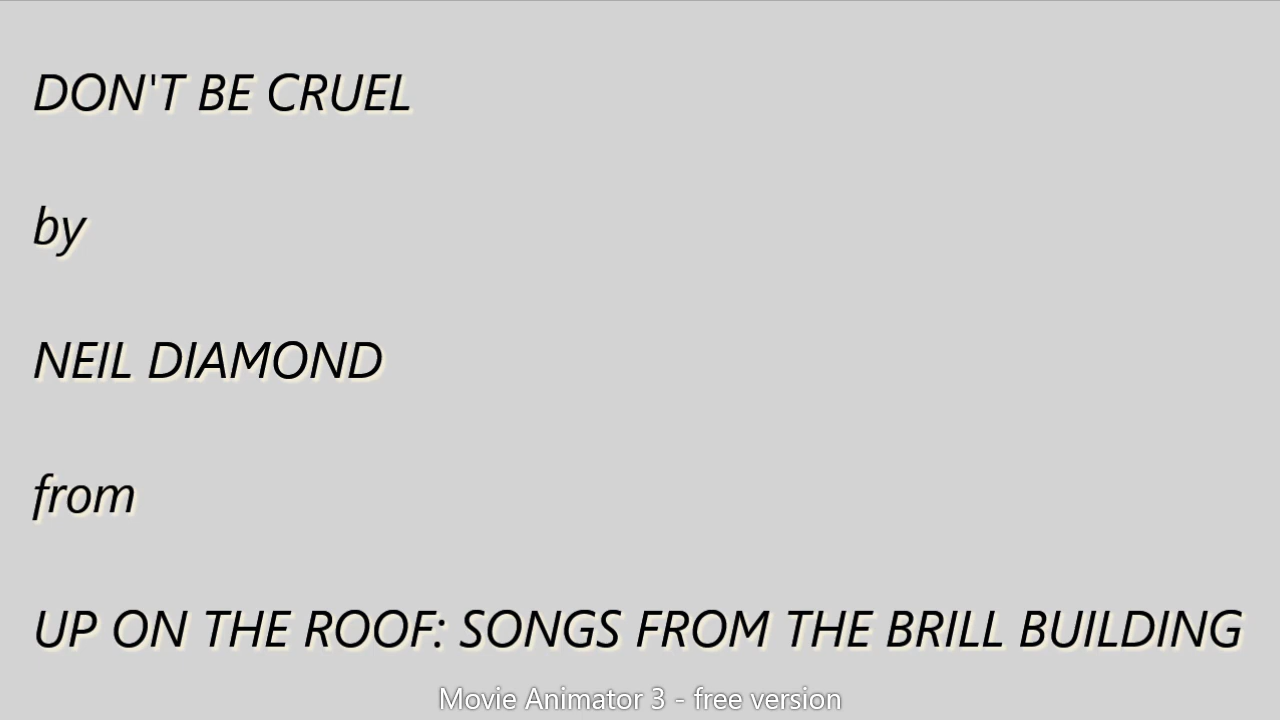 DON'T BE CRUEL
by
NEIL DIAMOND
from
UP ON THE ROOF: SONGS FROM THE BRILL BUILDING
Movie Animator 3 - free version